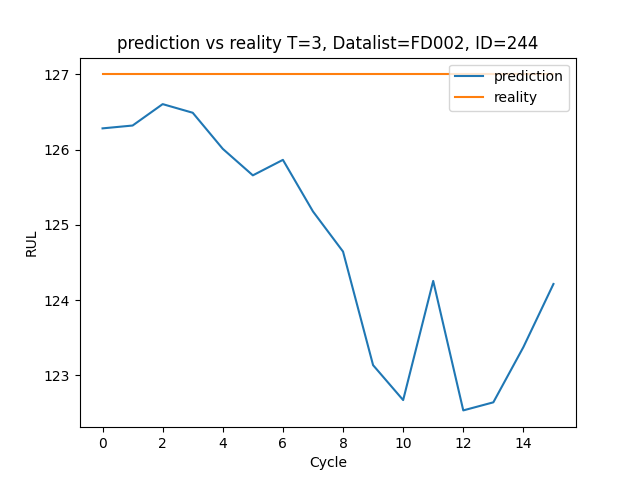 prediction vs reality T=3, Datalist=FD002, ID=244
prediction
reality
127
126
125
124
123
RUL
0 2 4 6 8 10 12 14
Cycle